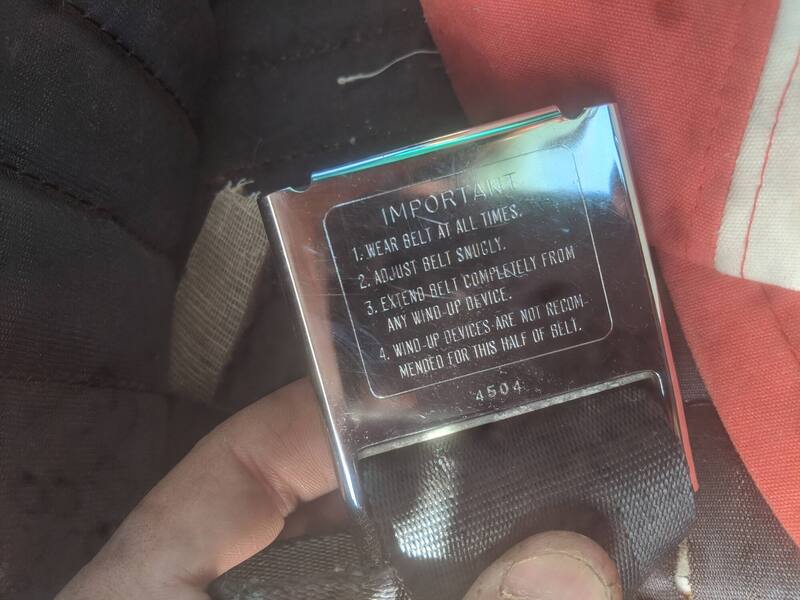 IMPORTANT
1. WEAR BELT AT ALL TIMES.
2. ADJUST BELT SNUGLY.
3. EXTEND BELT COMPLETELY FROM
ANY WIND-UP DEVICE.
4. WIND-UP DEVICES ARE NOT RECOM-
MENDED FOR THIS HALF OF BELT.
4504